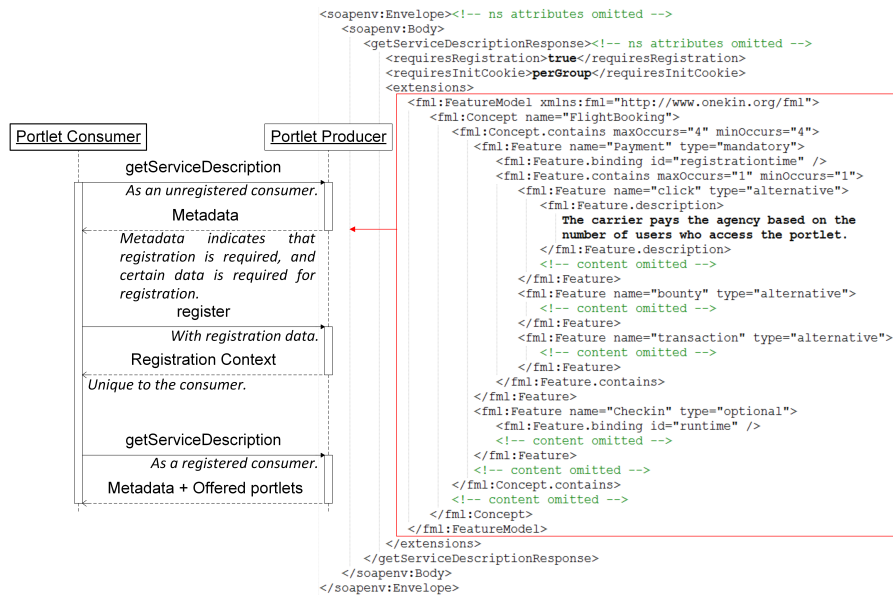 Portlet Consumer
Portlet Producer
getServiceDescription
As an unregistered consumer.
Metadata
Metadata indicates that
registration is required, and
certain data is required for
registration.
register
With registration data.
Registration Context
Unique to the consumer.
getServiceDescription
As a registered consumer.
Metadata + Offered portlets
<soapenv:Envelope><!-- ns attributes omitted -->
<soapenv:Body>
<getServiceDescriptionResponse><!-- ns attributes omitted -->
<requiresRegistration>true</requiresRegistration>
<requiresInitCookie>perGroup</requiresInitCookie>
<extensions>
<fml:FeatureModel xmlns:fml="http://www.onekin.org/fml">
<fml:Concept name="FlightBooking">
<fml:Concept.contains maxOccurs="4" minOccurs="4">
<fml:Feature name="Payment" type="mandatory">
<fml:Feature.binding id="registrationtime" />
<fml:Feature.contains maxOccurs="1" minOccurs="1">
<fml:Feature name="click" type="alternative">
<fml:Feature.description>
The carrier pays the agency based on the
number of users who access the portlet.
</fml:Feature.description>
<!-- content omitted -->
</fml:Feature>
<fml:Feature name="bounty" type="alternative">
<!-- content omitted -->
</fml:Feature>
<fml:Feature name="transaction" type="alternative">
<!-- content omitted -->
</fml:Feature>
</fml:Feature.contains>
</fml:Feature>
<fml:Feature name="Checkin" type="optional">
<fml:Feature.binding id="runtime" />
<!-- content omitted -->
</fml:Feature>
<!-- content omitted -->
</fml:Concept.contains>
<!-- content omitted -->
</fml:Concept>
</fml:FeatureModel>
</extensions>
</getServiceDescriptionResponse>
</soapenv:Body>
</soapenv:Envelope>